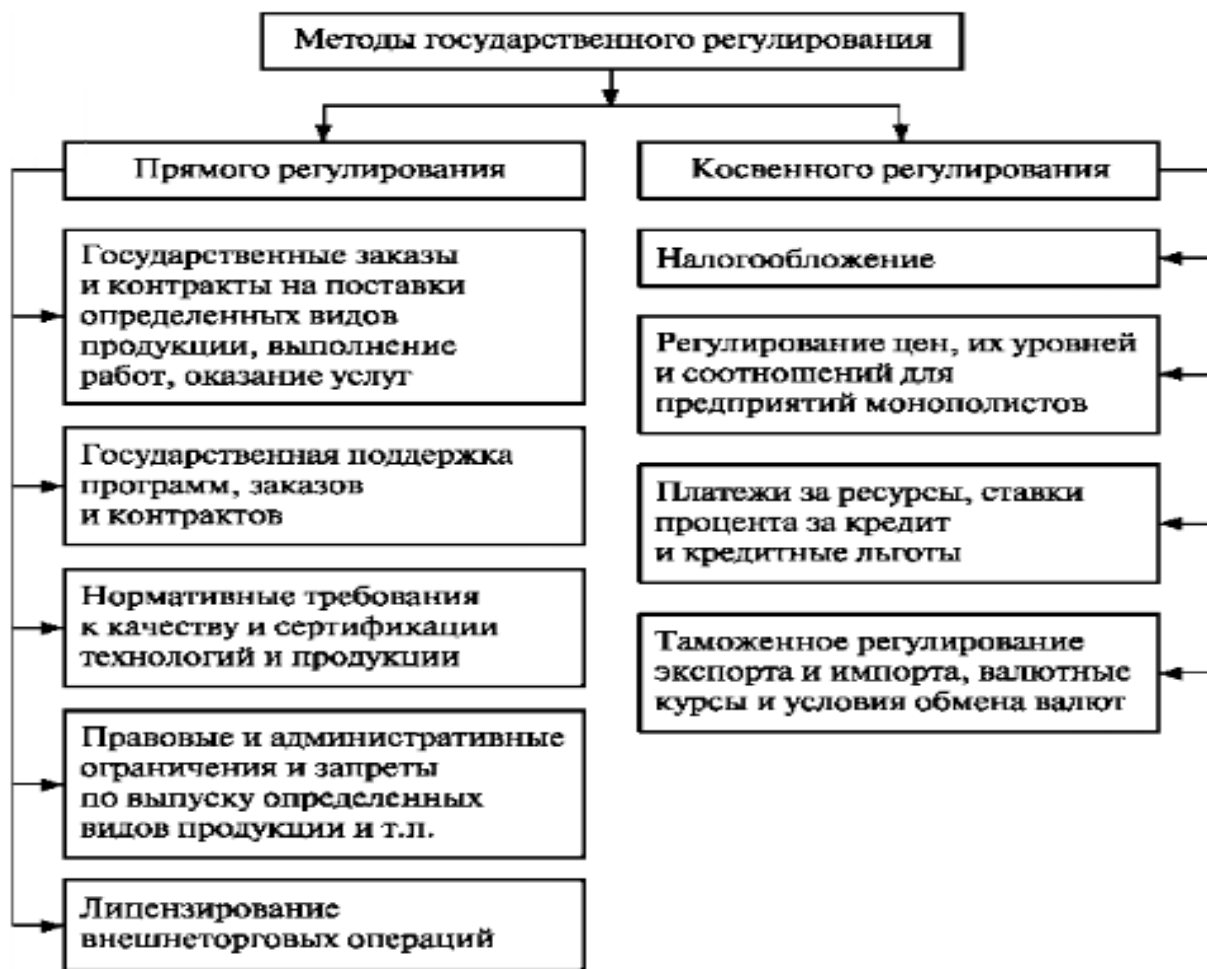 Методы государственного регулирования
Прямого регулирования
Государственные заказы
и контракты на поставки
определенных видов
продукции, выполнение
работ, оказание услуг
Государственная поддержка
программ, заказов
и контрактов
Нормативные требования
к качеству и сертификации
технологий и продукции
Правовые и административные
ограничения и запреты
по выпуску определенных
видов продукции и т.п.
Липензирование
внешнеторговых операций
Косвенного регулирования
Налогообложение
Регулирование цен, их уровней
и соотношений для
предприятий монополистов
Платежи за ресурсы, ставки
процента за кредит
и кредитные льготы
Таможенное регулирование
экспорта и импорта, валютные
курсы и условия обмена валют